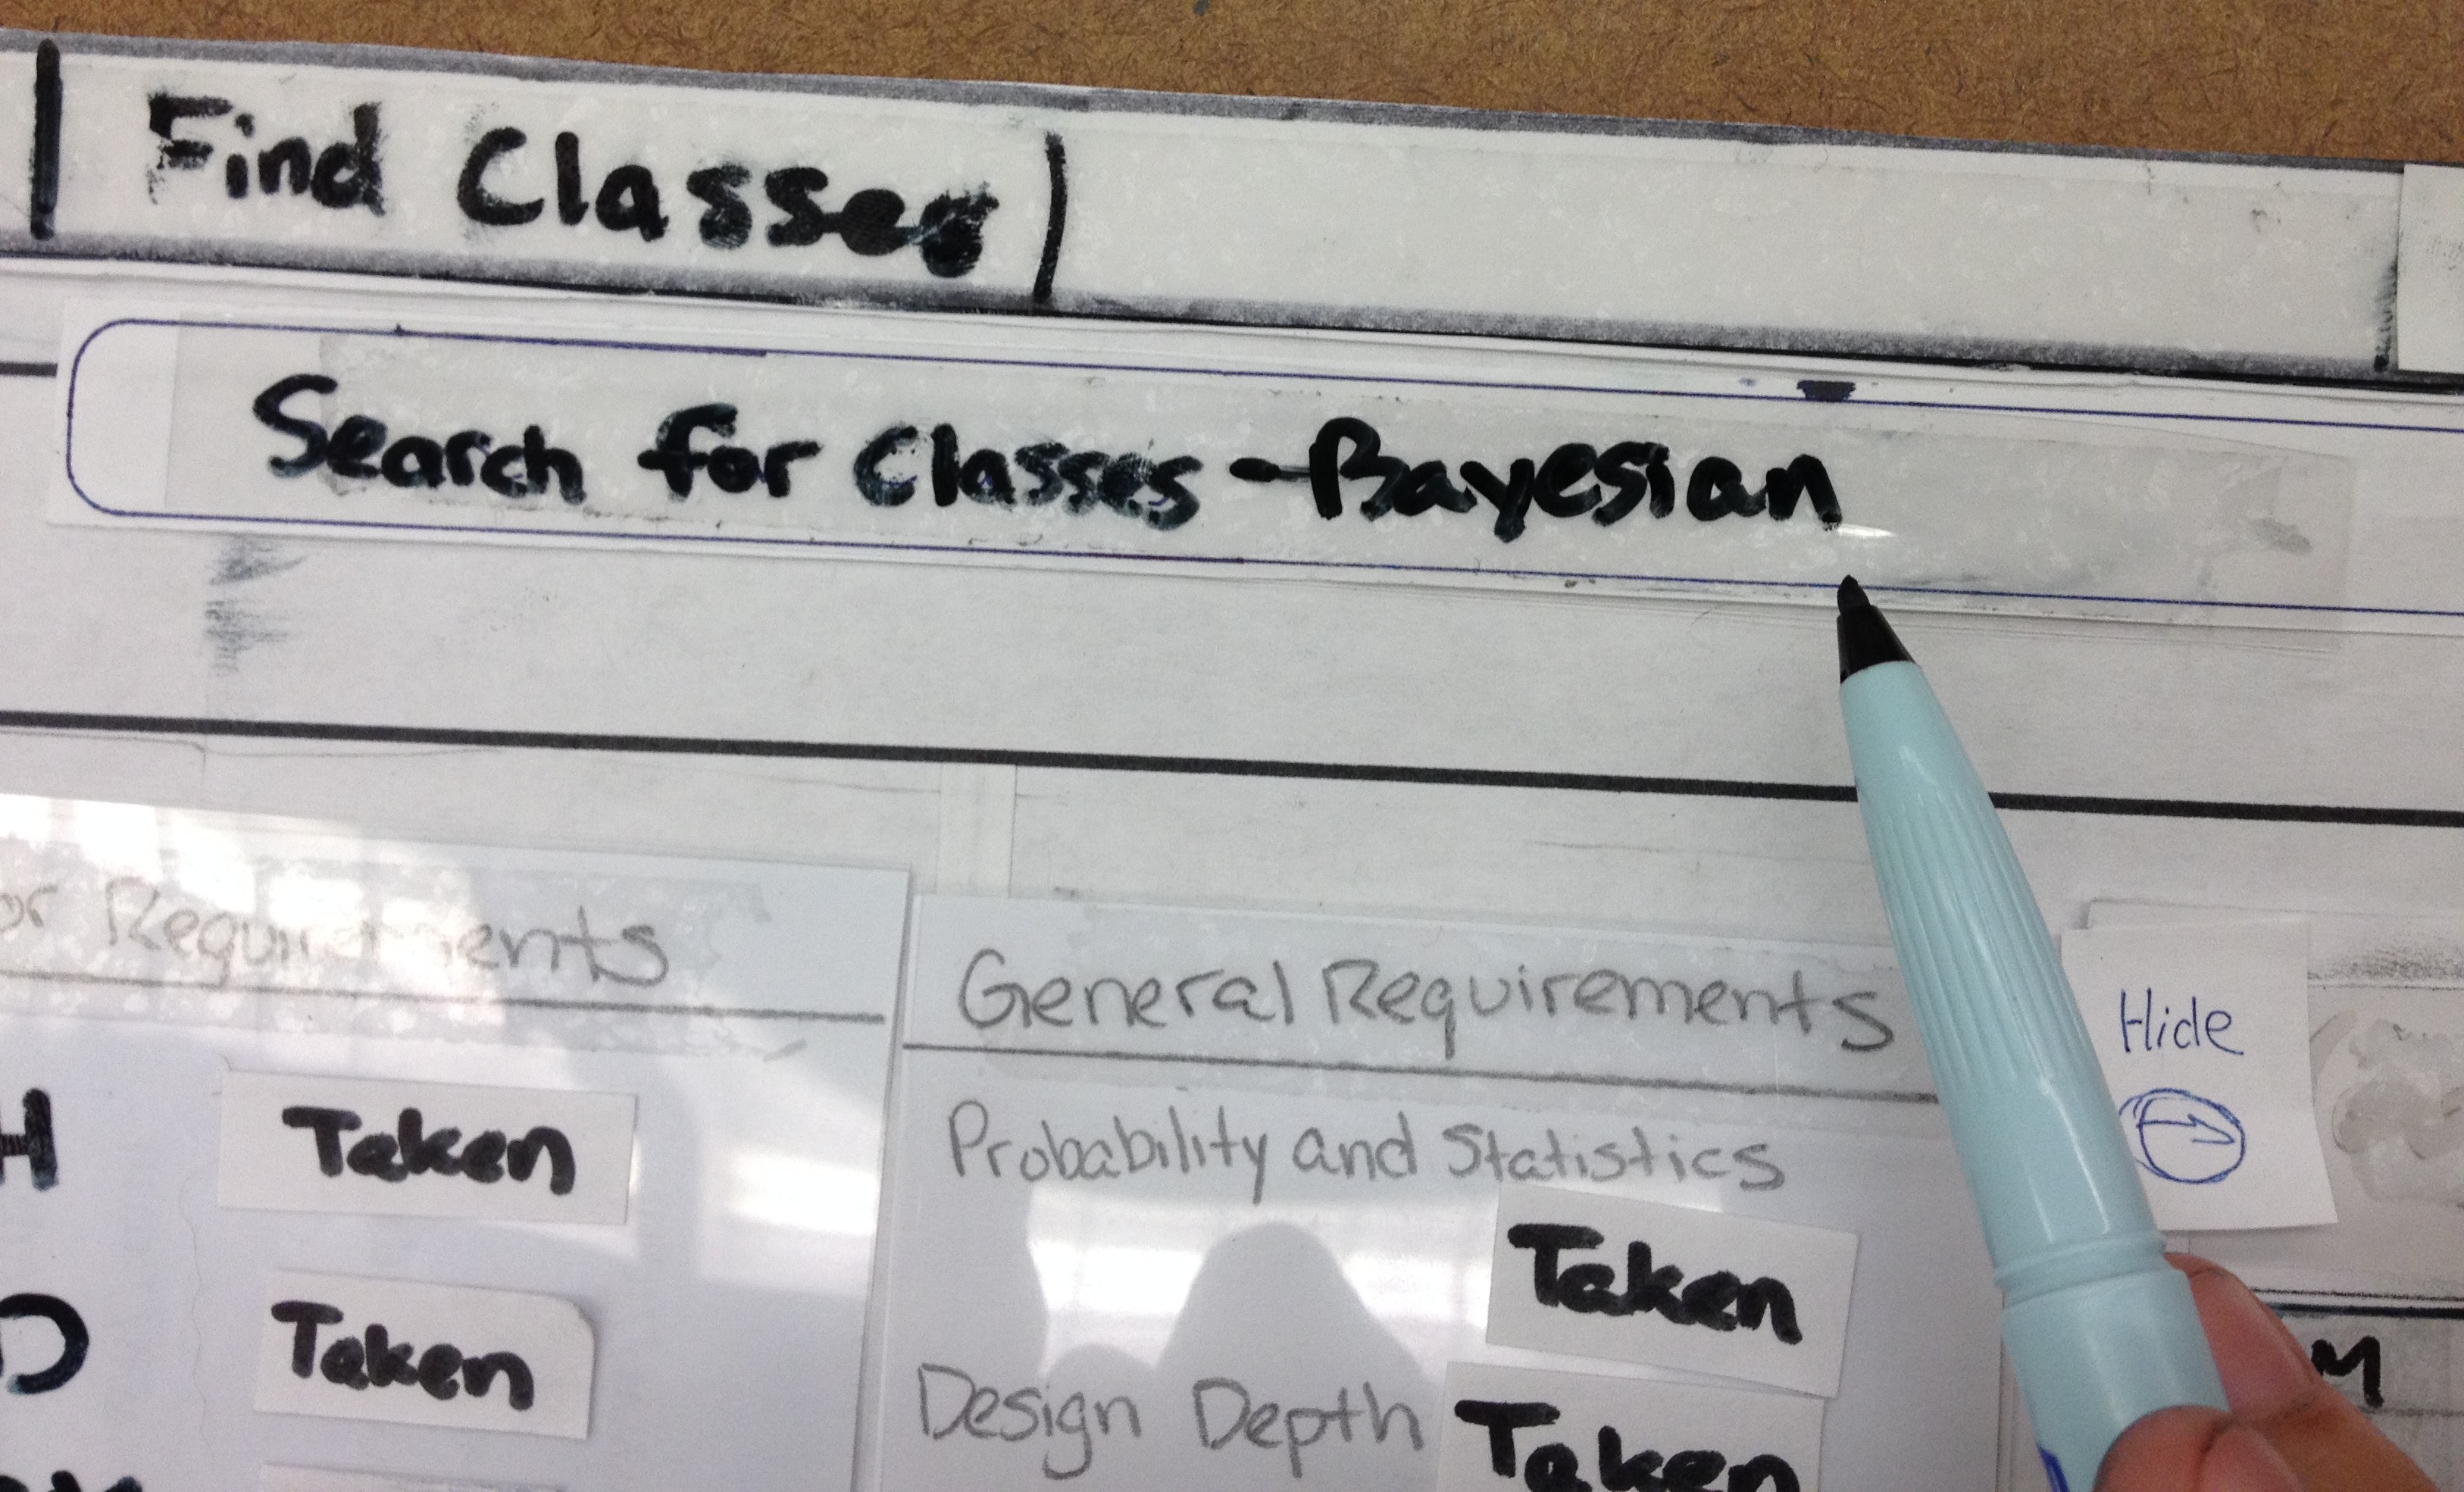 Find Classes
Search for Classes - Bayesian
or Requirements
H Taken
D Taken
General Requirements
Probability and Statistics
Taken
Design Depth Taken
Hide
M